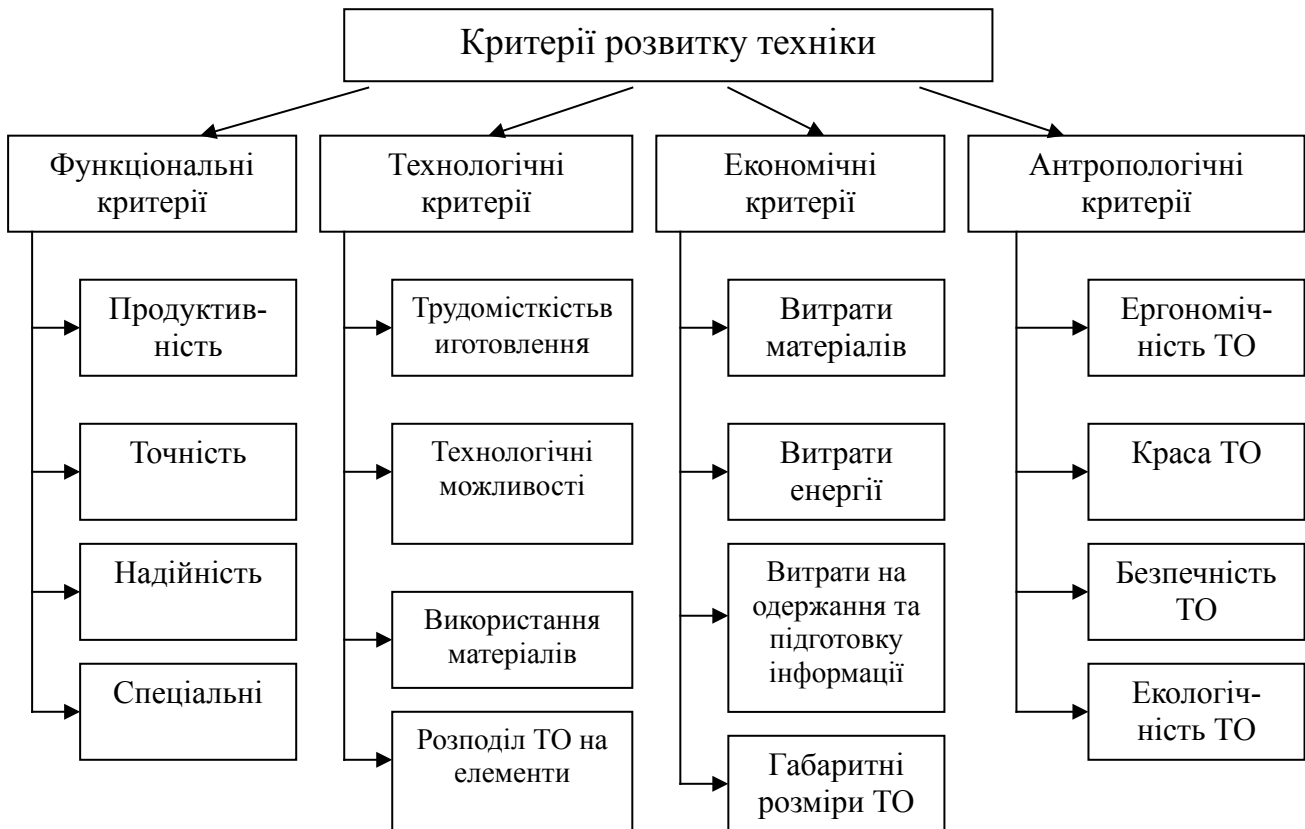 Критерії розвитку техніки
Функціональні
критерії
Технологічні
критерії
Економічні
критерії
Антропологічні
критерії
Продуктив-
ність
Точність
Надійність
Спеціальні
Трудомісткістьв
иготовлення
Технологічні
можливості
Використання
матеріалів
Розподіл ТО на
елементи
Витрати
матеріалів
Витрати
енергії
Витрати на
одержання та
підготовку
інформації
Габаритні
розміри ТО
Ергономіч-
ність ТО
Краса ТО
Безпечність
ТО
Екологіч-
ність ТО